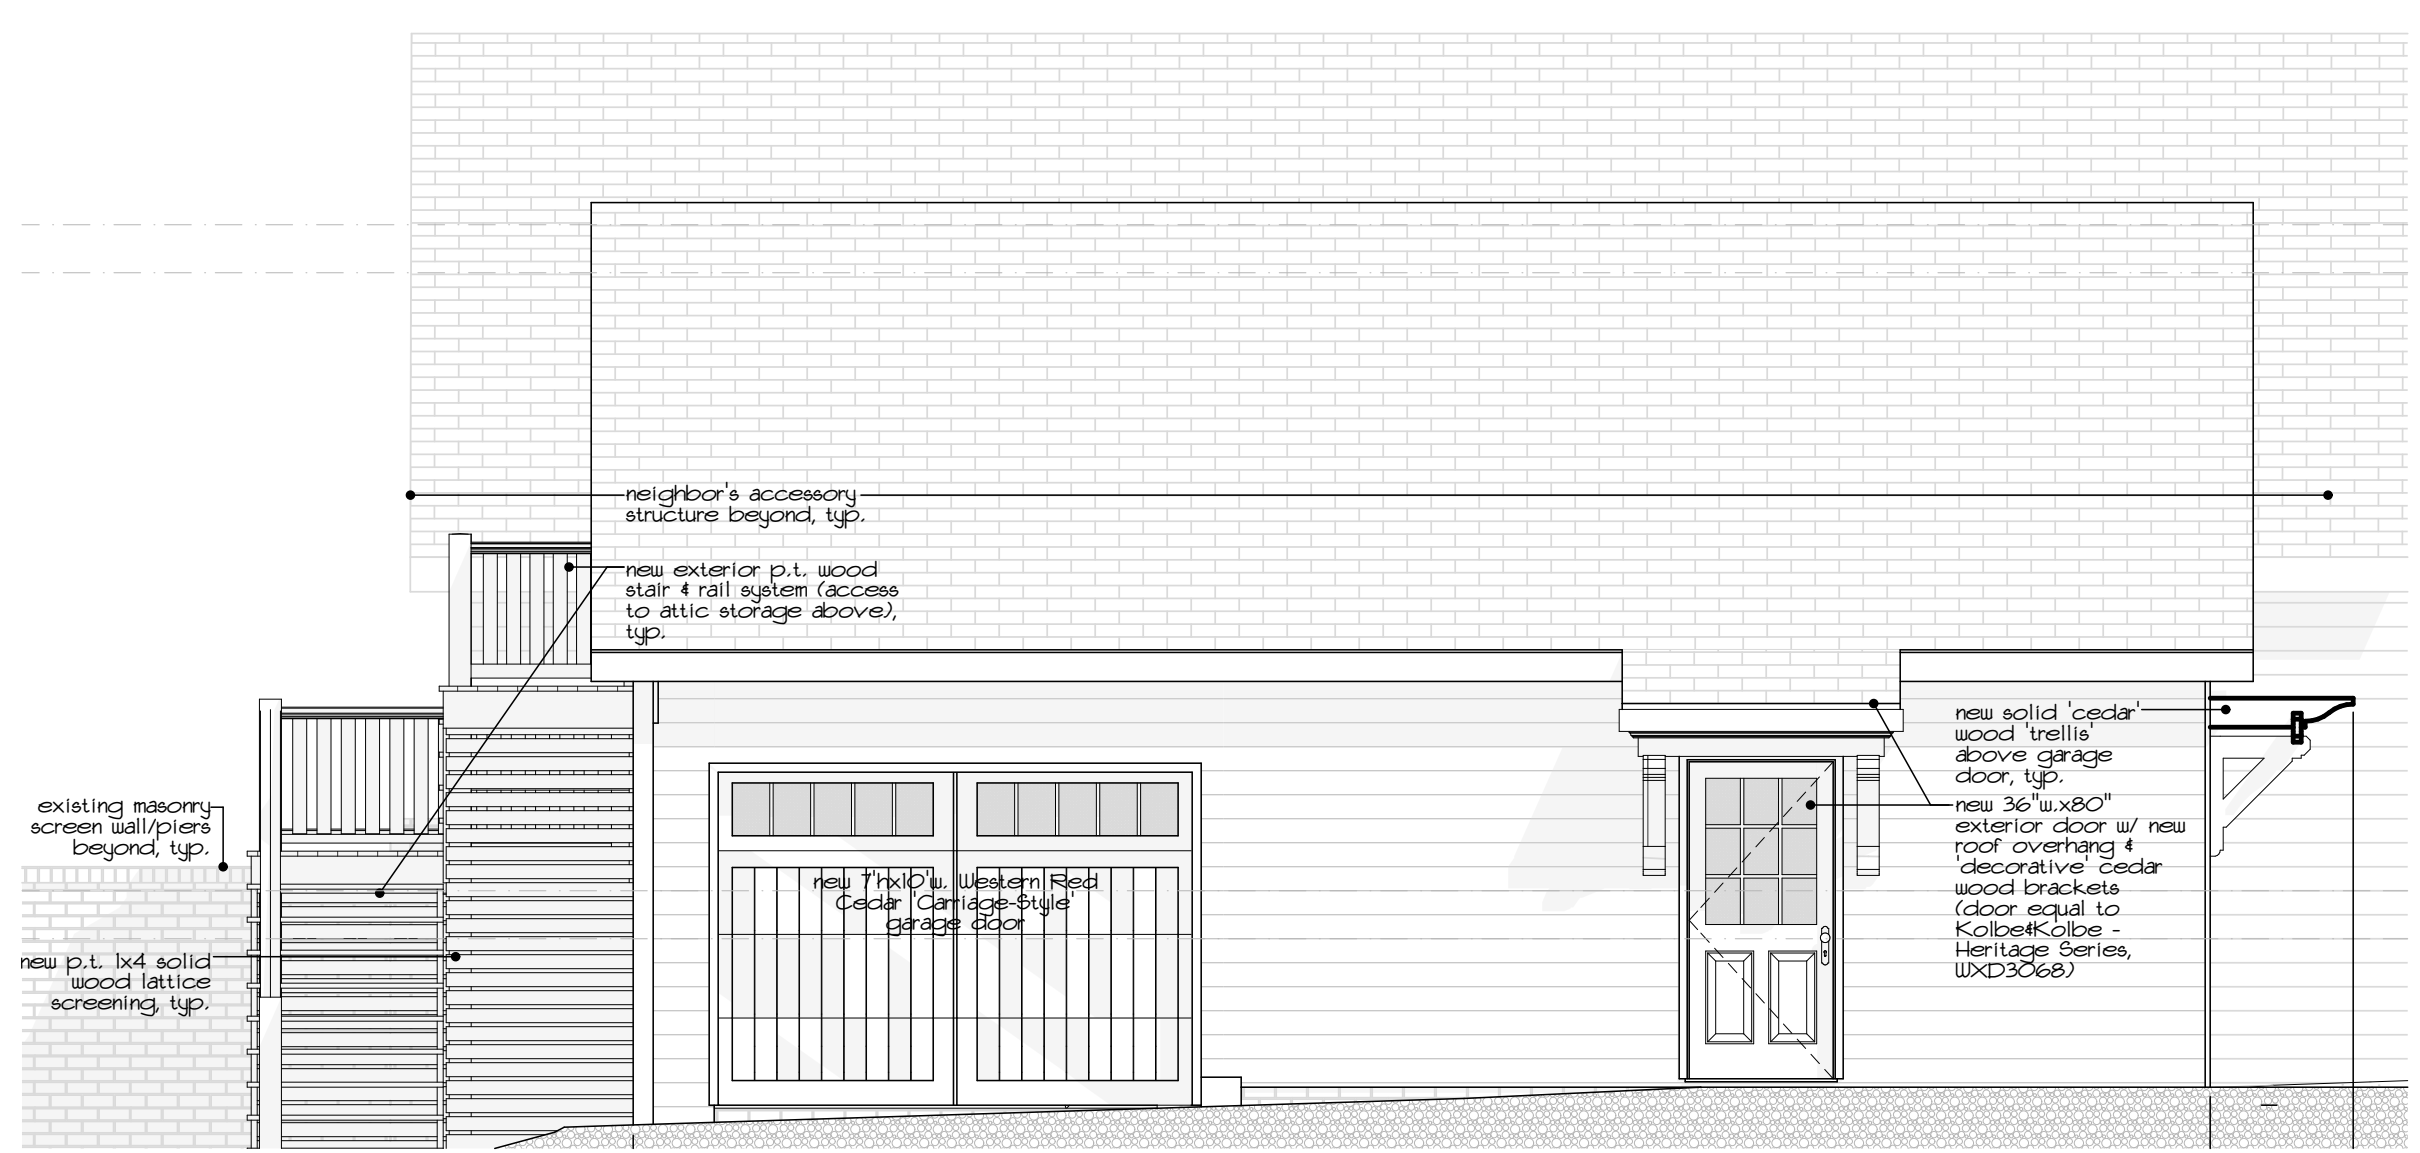 neighbor's accessory
structure beyond, typ.
new exterior p.t. wood
stair & rail system (access
to attic storage above),
typ.
new solid 'cedar'
wood 'trellis'
above garage
door, typ.
existing masonry
screen wall/piers
beyond, typ.
new 36"w.x80"
exterior door w/ new
roof overhang &
'decorative' cedar
wood brackets
(door equal to
Kolbe&Kolbe -
Heritage Series,
WXD3068)
new 7'hx10'w. Western Red
Cedar 'Carriage-Style'
garage door
new p.t. 1x4 solid
wood lattice
screening, typ.